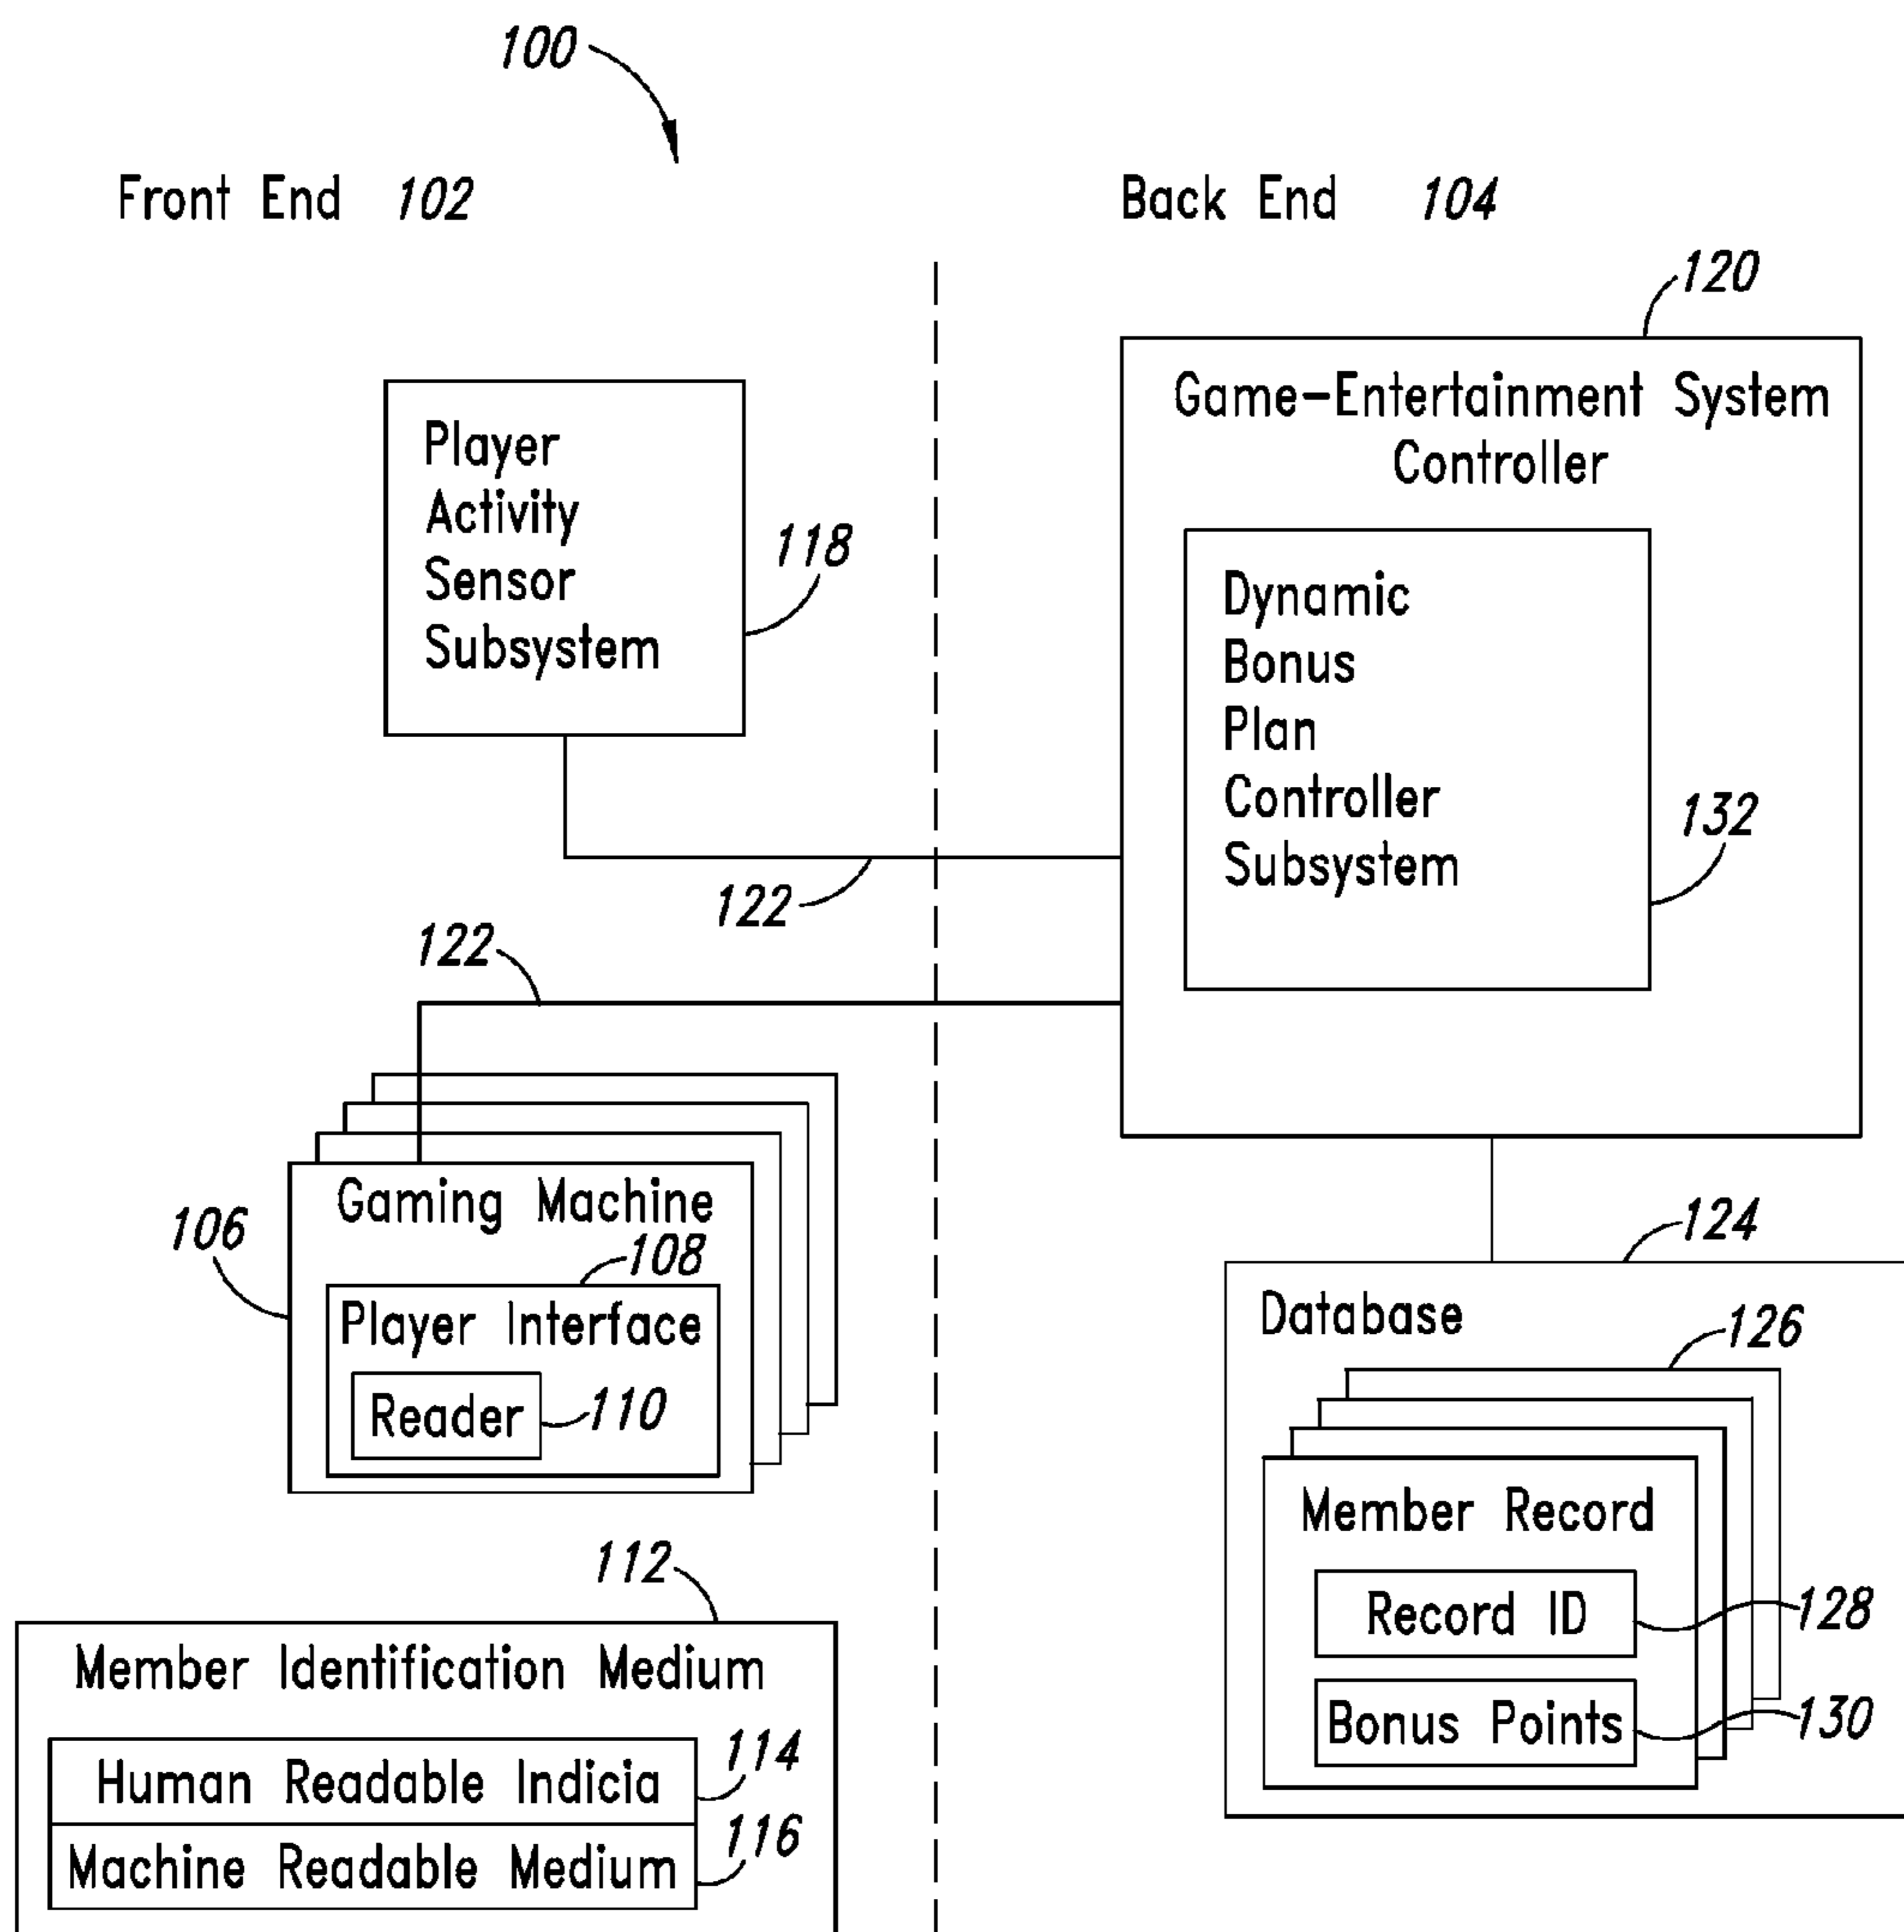 100
Front End 102
Back End 104
120
Game-Entertainment System
Controller
Player
Activity
Sensor
Subsystem
118
Dynamic
Bonus
Plan
Controller
Subsystem
132
122
122
Gaming Machine
106
108
Player Interface
Reader
110
124
Database
126
Member Record
Record ID
128
Bonus Points
130
112
Member Identification Medium
Human Readable Indicia
114
Machine Readable Medium
116